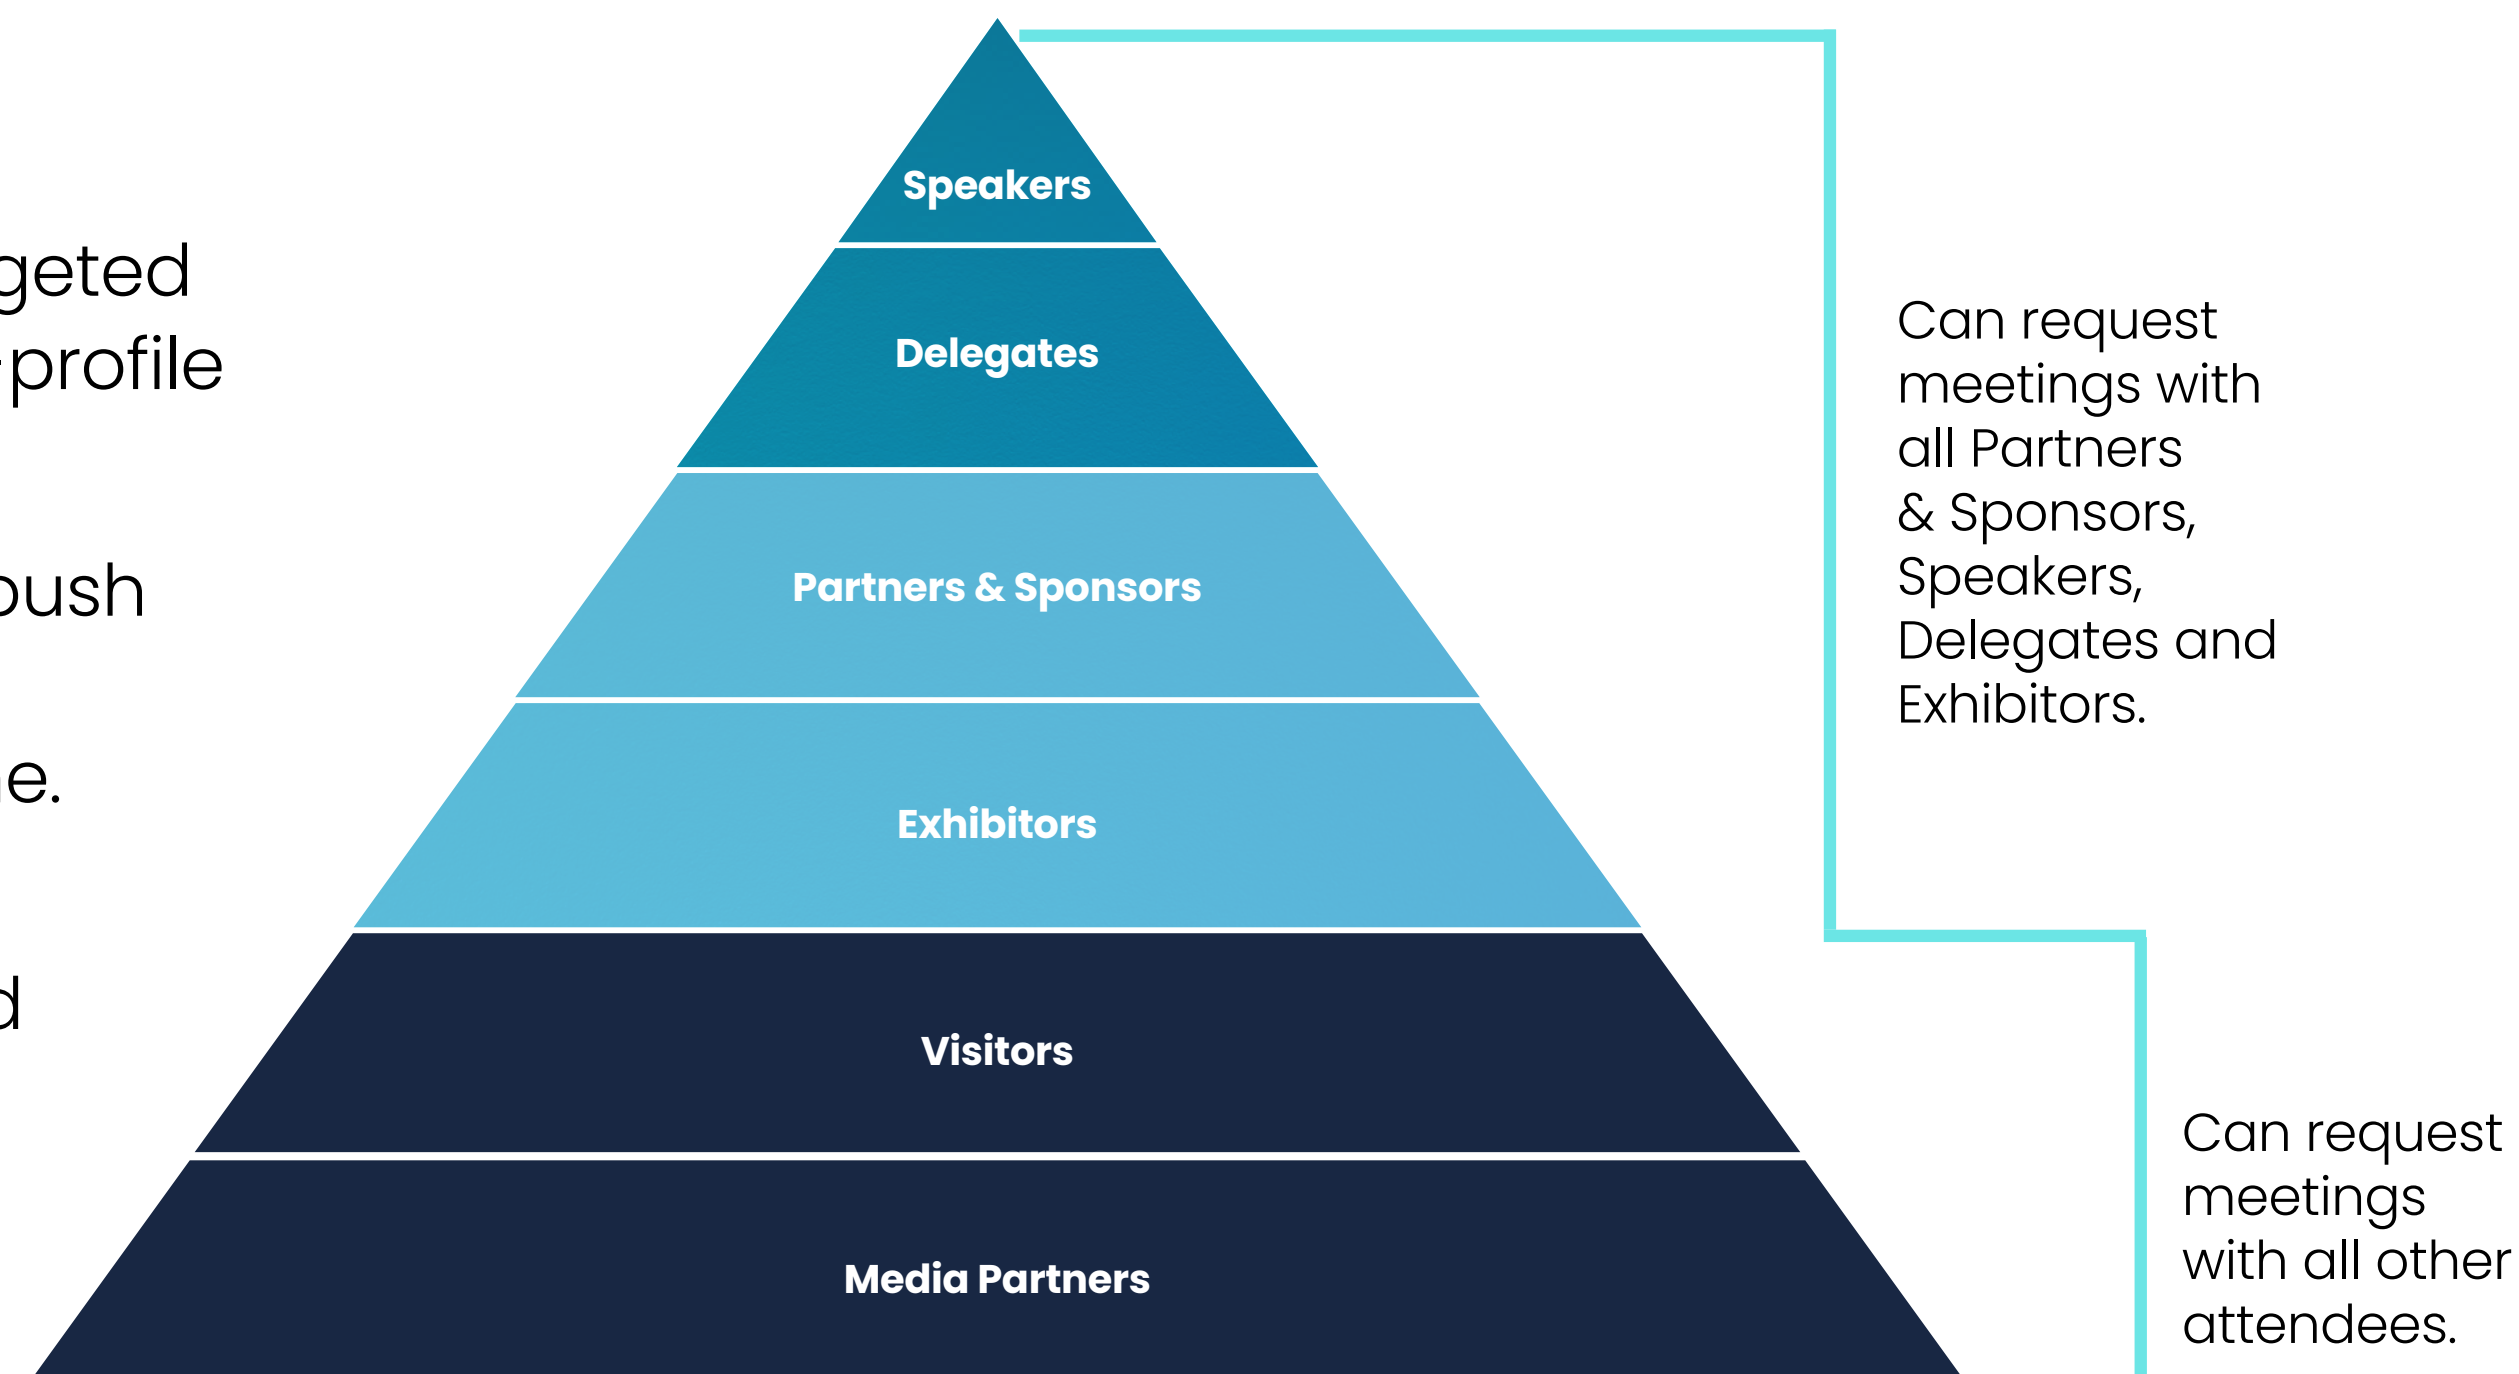 geted
-profile
push
e.
d
Speakers
Delegates
Partners & Sponsors
Exhibitors
Visitors
Media Partners
Can request
meetings with
all Partners
& Sponsors,
Speakers,
Delegates and
Exhibitors.
Can request
meetings
with all other
attendees.